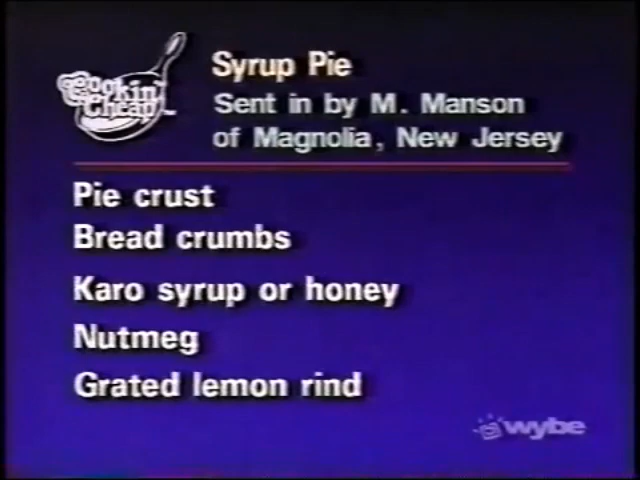 Cookin' Cheap™
Syrup Pie
Sent in by M. Manson
of Magnolia, New Jersey
Pie crust
Bread crumbs
Karo syrup or honey
Nutmeg
Grated lemon rind
wybe